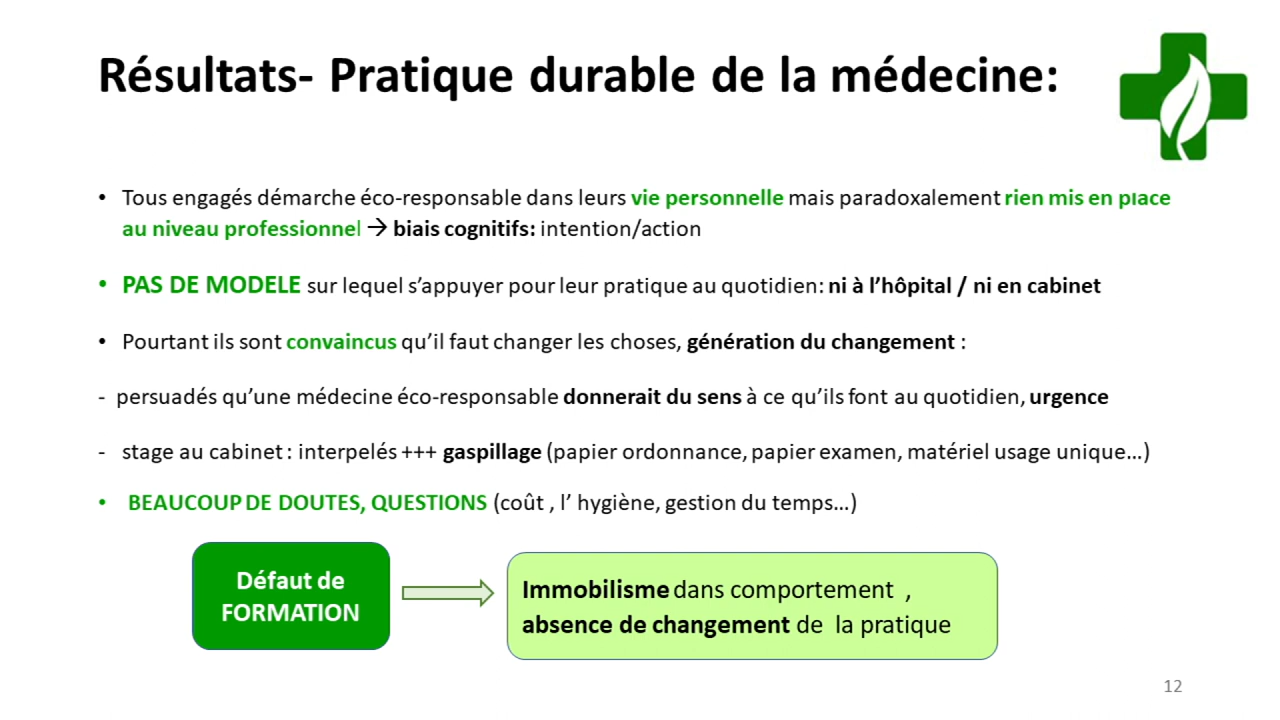 Résultats- Pratique durable de la médecine:
• Tous engagés démarche éco-responsable dans leurs vie personnelle mais paradoxalement rien mis en place
au niveau professionnel → biais cognitifs: intention/action
• PAS DE MODELE sur lequel s’appuyer pour leur pratique au quotidien: ni à l’hôpital / ni en cabinet
• Pourtant ils sont convaincus qu’il faut changer les choses, génération du changement :
- persuadés qu’une médecine éco-responsable donnerait du sens à ce qu’ils font au quotidien, urgence
- stage au cabinet : interpelés +++ gaspillage (papier ordonnance, papier examen, matériel usage unique…)
• BEAUCOUP DE DOUTES, QUESTIONS (coût , l’ hygiène, gestion du temps…)
Défaut de
FORMATION
Immobilisme dans comportement ,
absence de changement de la pratique
12